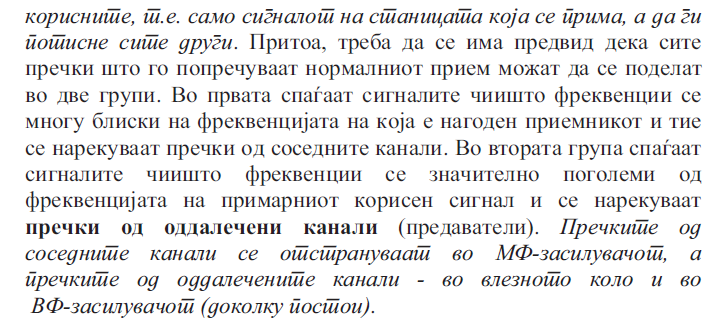 корисните, т.е. само сигналот на станицата која се прима, а да ги
потисне сите други. Притоа, треба да се има предвид дека сите
пречки што го попречуваат нормалниот прием можат да се поделат
во две групи. Во првата спаѓаат сигналите чиишто фреквенции се
многу блиски на фреквенцијата на која е нагоден приемникот и тие
се нарекуваат пречки од соседните канали. Во втората група спаѓаат
сигналите чиишто фреквенции се значително поголеми од
фреквенцијата на примарниот корисен сигнал и се нарекуваат
пречки од оддалечени канали (предаватели). Пречките од
соседните канали се отстрануваат во МФ-засилувачот, а
пречките од оддалечените канали - во влезното коло и во
ВФ-засилувачот (доколку постои).